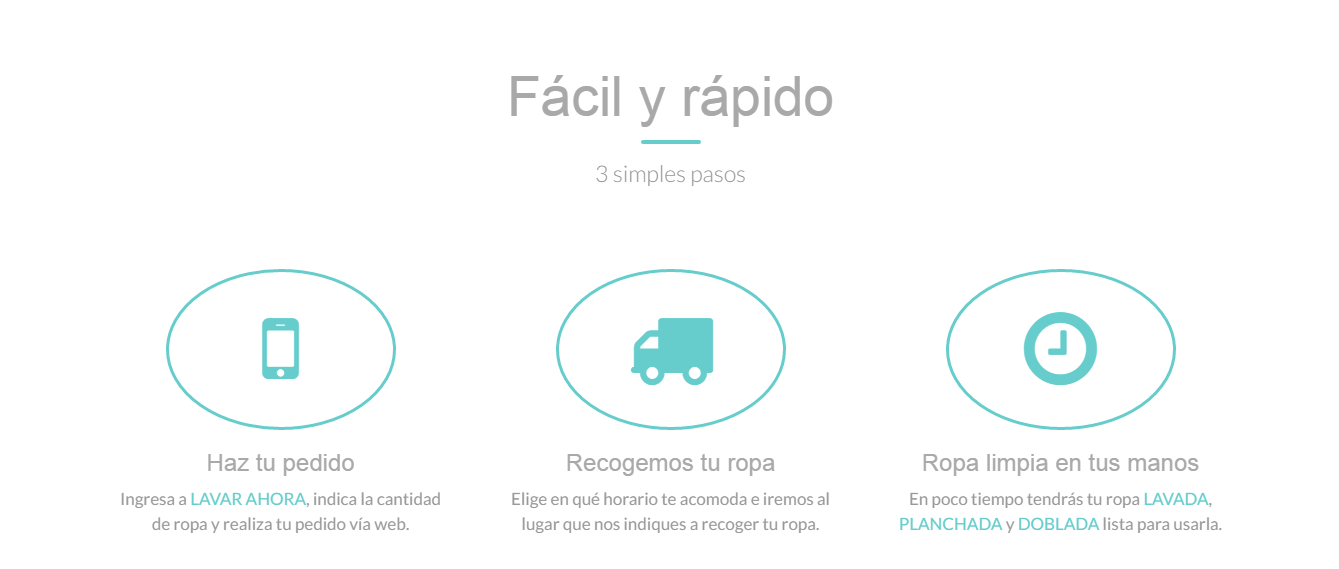 Fácil y rápido
3 simples pasos
Haz tu pedido
Ingresa a LAVAR AHORA, indica la cantidad
de ropa y realiza tu pedido vía web.
Recogemos tu ropa
Elige en qué horario te acomoda e iremos al
lugar que nos indiques a recoger tu ropa.
Ropa limpia en tus manos
En poco tiempo tendrás tu ropa LAVADA,
PLANCHADA y DOBLADA lista para usarla.